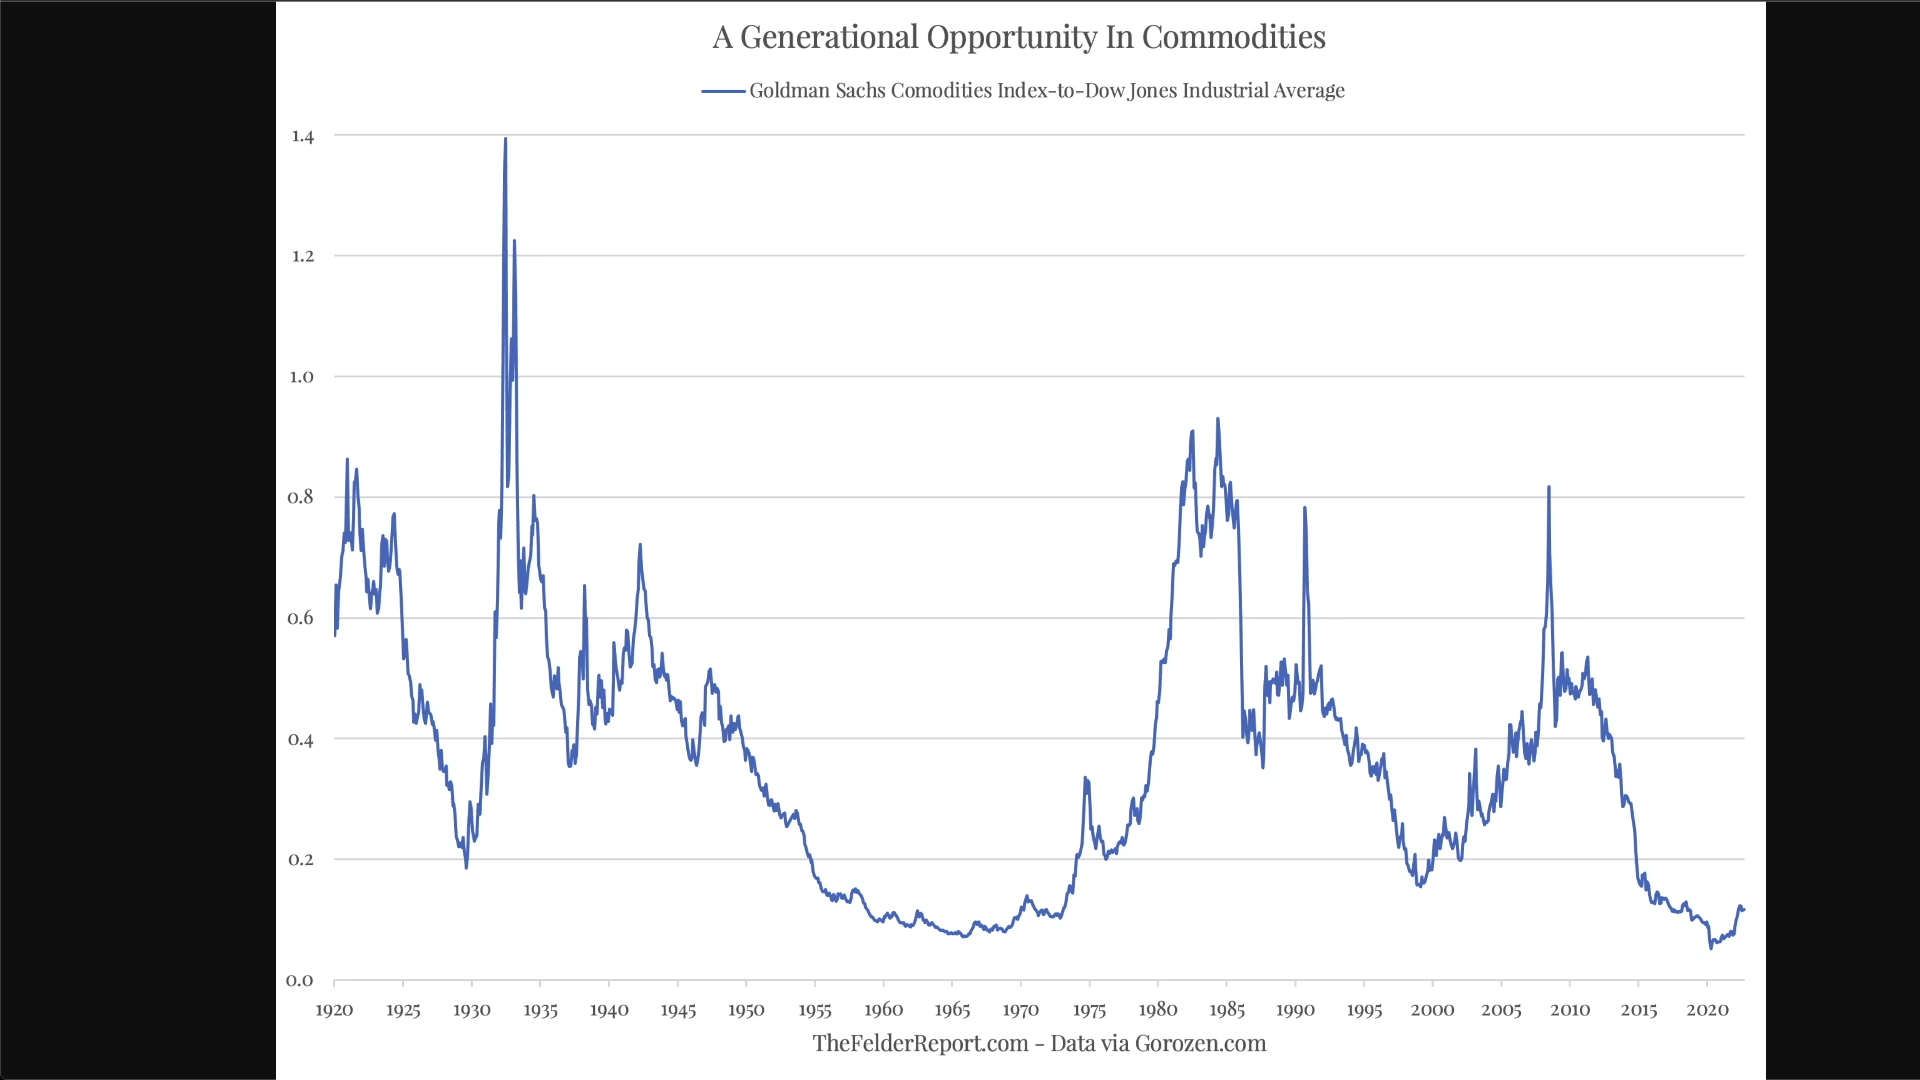 A Generational Opportunity In Commodities
Goldman Sachs Comodities Index-to-Dow Jones Industrial Average
1.4
1.2
1.0
0.8
0.6
0.4
0.2
0.0
1920 1925 1930 1935 1940 1945 1950 1955 1960 1965 1970 1975 1980 1985 1990 1995 2000 2005 2010 2015 2020
TheFelderReport.com - Data via Gorozen.com